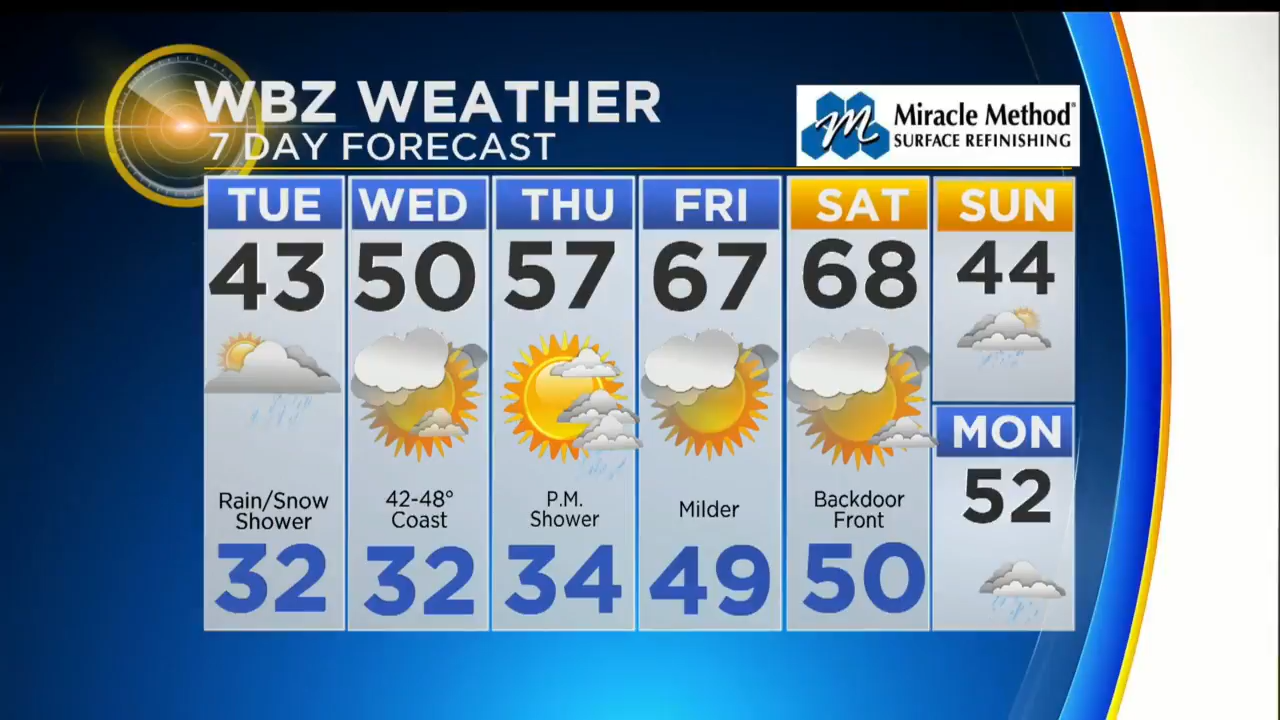 WBZ WEATHER
7 DAY FORECAST
m
Miracle Method®
SURFACE REFINISHING
TUE
43
Rain/Snow
Shower
32
WED
50
42-48°
Coast
32
THU
57
P.M.
Shower
34
FRI
67
Milder
49
SAT
68
Backdoor
Front
50
SUN
44
MON
52